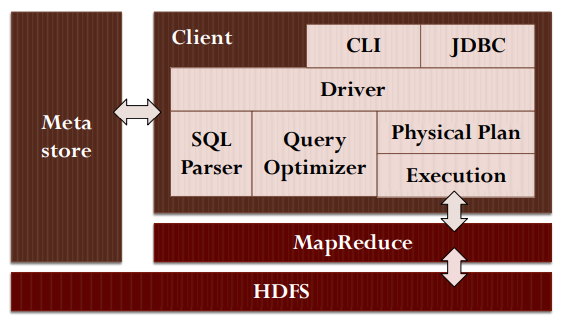 Client
CLI
JDBC
Driver
Meta
store
SQL
Parser
Query
Optimizer
Physical Plan
Execution
MapReduce
HDFS